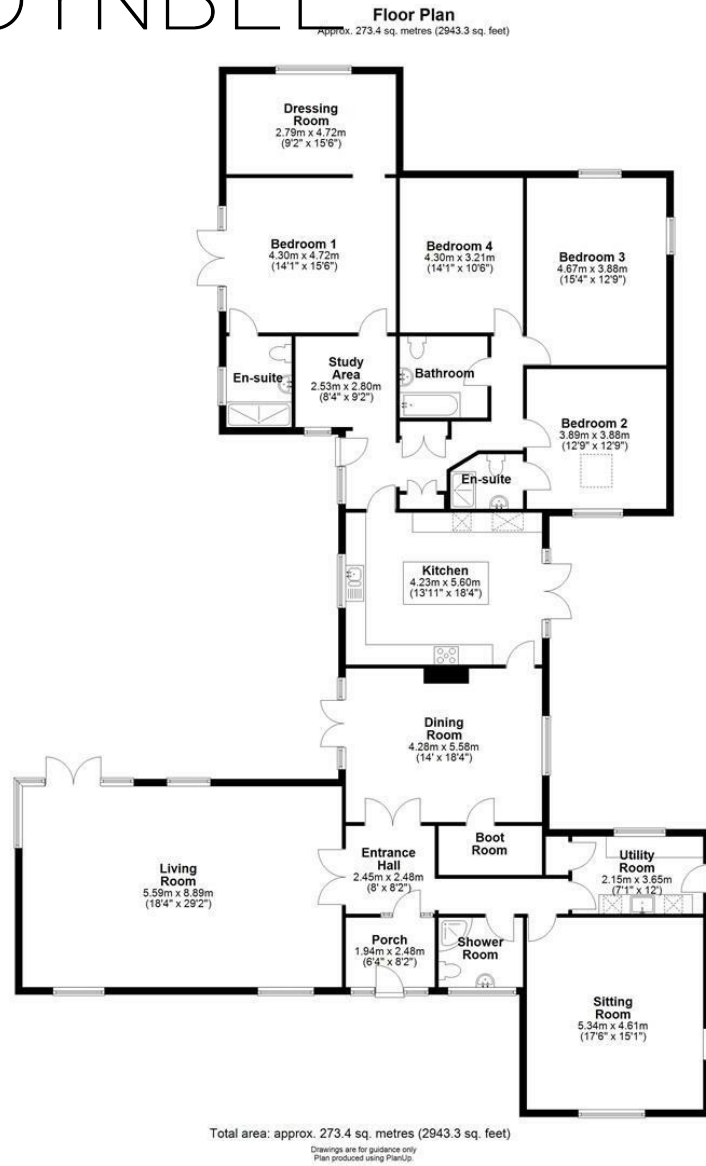 Floor Plan
Approx. 273.4 sq. metres (2943.3 sq. feet)
Dressing
Room
2.79m x 4.72m
(9'2" x 15'6")
Bedroom 1
4.30m x 4.72m
(14'1" x 15'6")
Bedroom 4
4.30m x 3.21m
(14'1" x 10'6")
Bedroom 3
4.67m x 3.88m
(15'4" x 12'9")
En-suite
Study
Area
2.53m x 2.80m
(8'4" x 9'2")
Bathroom
Bedroom 2
3.89m x 3.88m
(12'9" x 12'9")
En-suite
Kitchen
4.23m x 5.60m
(13'11" x 18'4")
Dining
Room
4.28m x 5.58m
(14' x 18'4")
Living
Room
5.59m x 8.89m
(18'4" x 29'2")
Entrance
Hall
2.45m x 2.48m
(8' x 8'2")
Boot
Room
Utility
Room
2.15m x 3.65m
(7'1" x 12')
Porch
1.94m x 2.48m
(6'4" x 8'2")
Shower
Room
Sitting
Room
5.34m x 4.61m
(17'6" x 15'1")
Total area: approx. 273.4 sq. metres (2943.3 sq. feet)
Drawings are for guidance only
Plan produced using PlanUp.